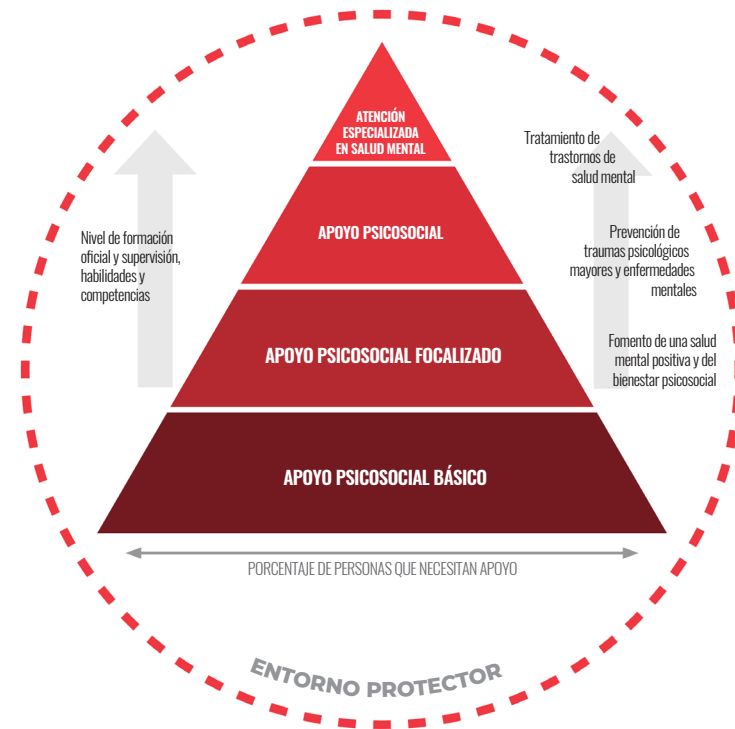 ATENCIÓN
ESPECIALIZADA
EN SALUD MENTAL
APOYO PSICOSOCIAL
APOYO PSICOSOCIAL FOCALIZADO
APOYO PSICOSOCIAL BÁSICO
Nivel de formación
oficial y supervisión,
habilidades y
competencias
Tratamiento de
trastornos de
salud mental
Prevención de
traumas psicológicos
mayores y enfermedades
mentales
Fomento de una salud
mental positiva y del
bienestar psicosocial
PORCENTAJE DE PERSONAS QUE NECESITAN APOYO
ENTORNO PROTECTOR